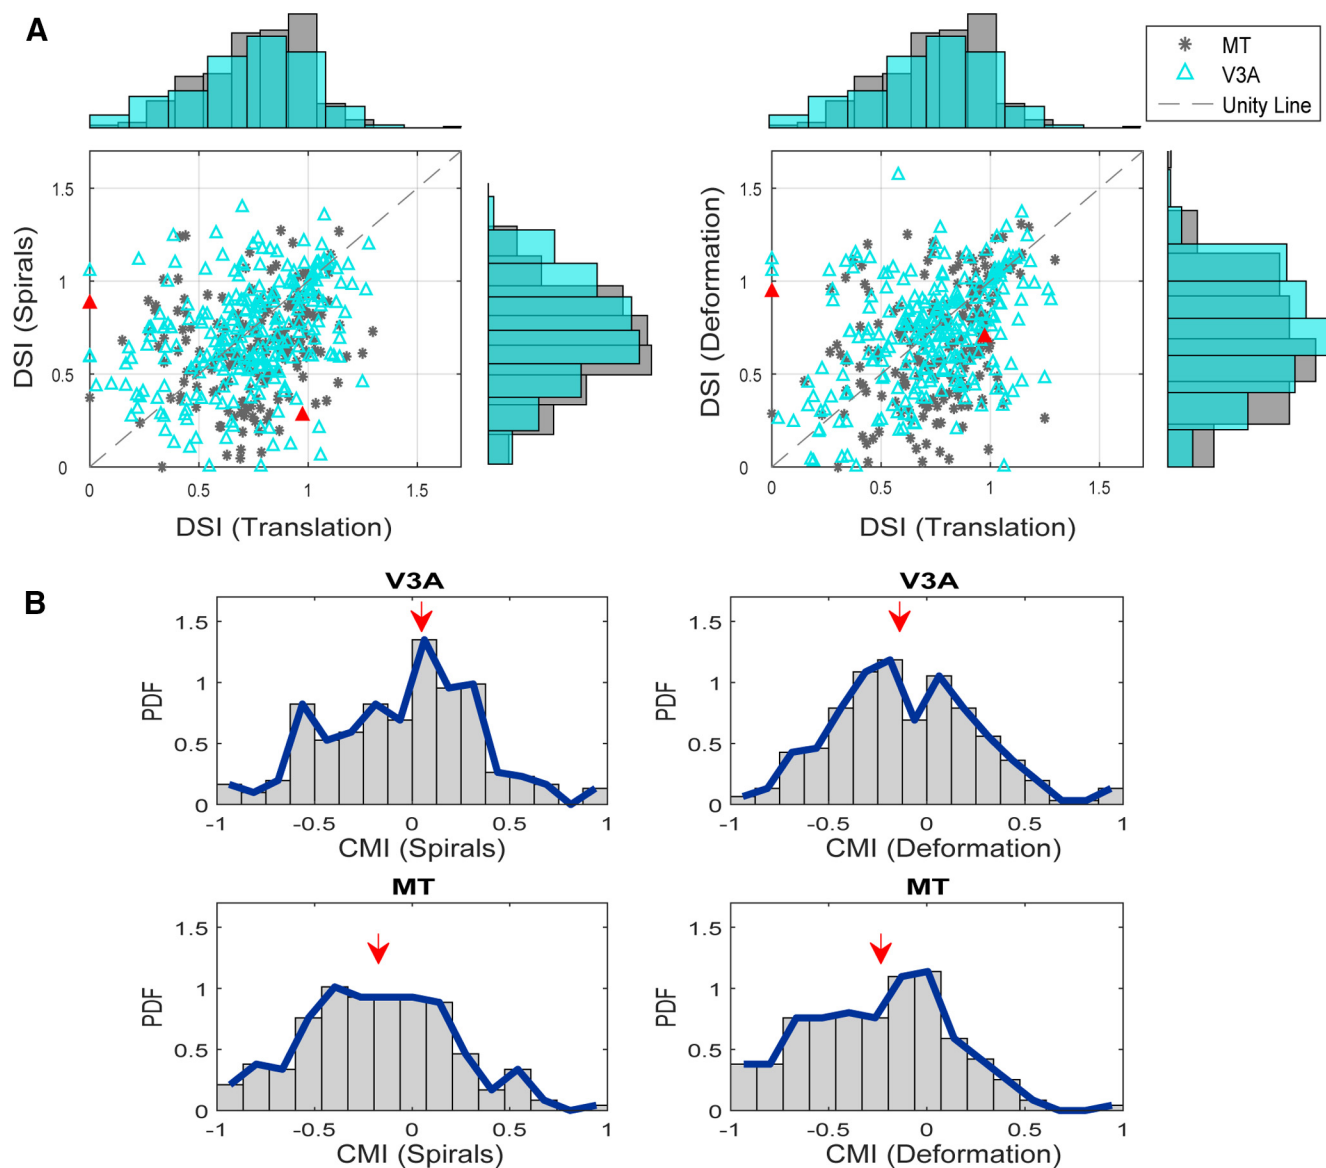 A
MT
V3A
Unity Line
1.5
1
0.5
0
DSI (Spirals)
0 0.5 1 1.5
DSI (Translation)
1.5
1
0.5
0
DSI (Deformation)
0 0.5 1 1.5
DSI (Translation)
B
V3A
1.5
1
0.5
0
PDF
-1 -0.5 0 0.5 1
CMI (Spirals)
V3A
1.5
1
0.5
0
PDF
-1 -0.5 0 0.5 1
CMI (Deformation)
MT
1.5
1
0.5
0
PDF
-1 -0.5 0 0.5 1
CMI (Spirals)
MT
1.5
1
0.5
0
PDF
-1 -0.5 0 0.5 1
CMI (Deformation)